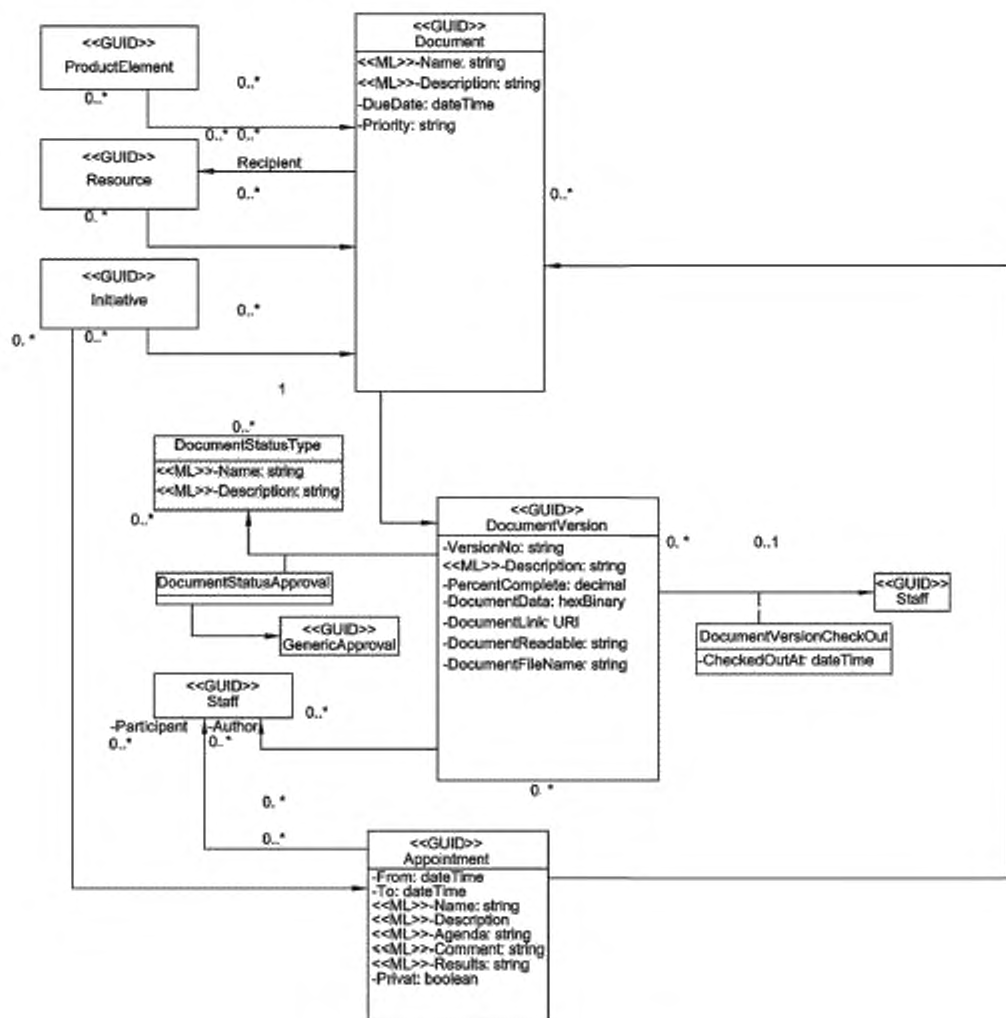 <<GUID>>
Document
<<ML>>-Name: string
<<ML>>-Description: string
-DueDate: dateTime
-Priority: string
<<GUID>>
ProductElement
0..*
0..*
0..* 0..*
<<GUID>>
Resource
Recipient
0..*
0. *
0..*
<<GUID>>
Initiative
0..*
0. *
0..*
1
0..*
DocumentStatusType
<<ML>>-Name: string
<<ML>>-Description: string
0..*
DocumentStatusApproval
<<GUID>>
GenericApproval
<<GUID>>
DocumentVersion
-VersionNo: string
<<ML>>-Description: string
-PercentComplete: decimal
-DocumentData: hexBinary
-DocumentLink: URI
-DocumentReadable: string
-DocumentFileName: string
0. *
0..1
<<GUID>>
Staff
DocumentVersionCheckOut
-CheckedOutAt: dateTime
<<GUID>>
Staff
0..*
-Participant
-Author
0..*
0. *
0. *
0. *
0..*
<<GUID>>
Appointment
-From: dateTime
-To: dateTime
<<ML>>-Name: string
<<ML>>-Description
<<ML>>-Agenda: string
<<ML>>-Comment: string
<<ML>>-Results: string
-Privat: boolean